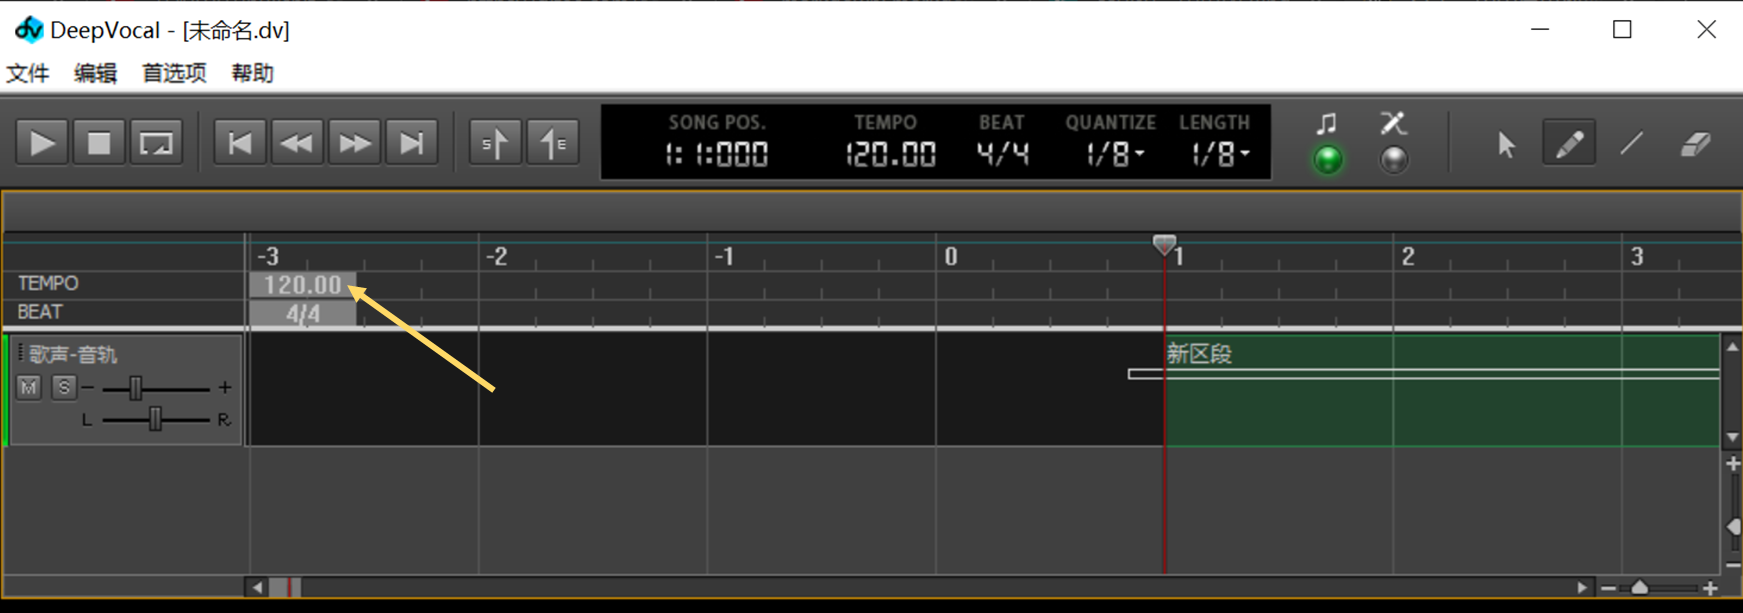 DeepVocal - [未命名.dv]
文件 编辑 首选项 帮助
SONG POS. TEMPO BEAT QUANTIZE LENGTH
1: 1:000 120.00 4/4 1/8 1/8
S E
-3 -2 -1 0 1 2 3
TEMPO 120.00
BEAT 4/4
歌声-音轨 新区段
M S - +
L R